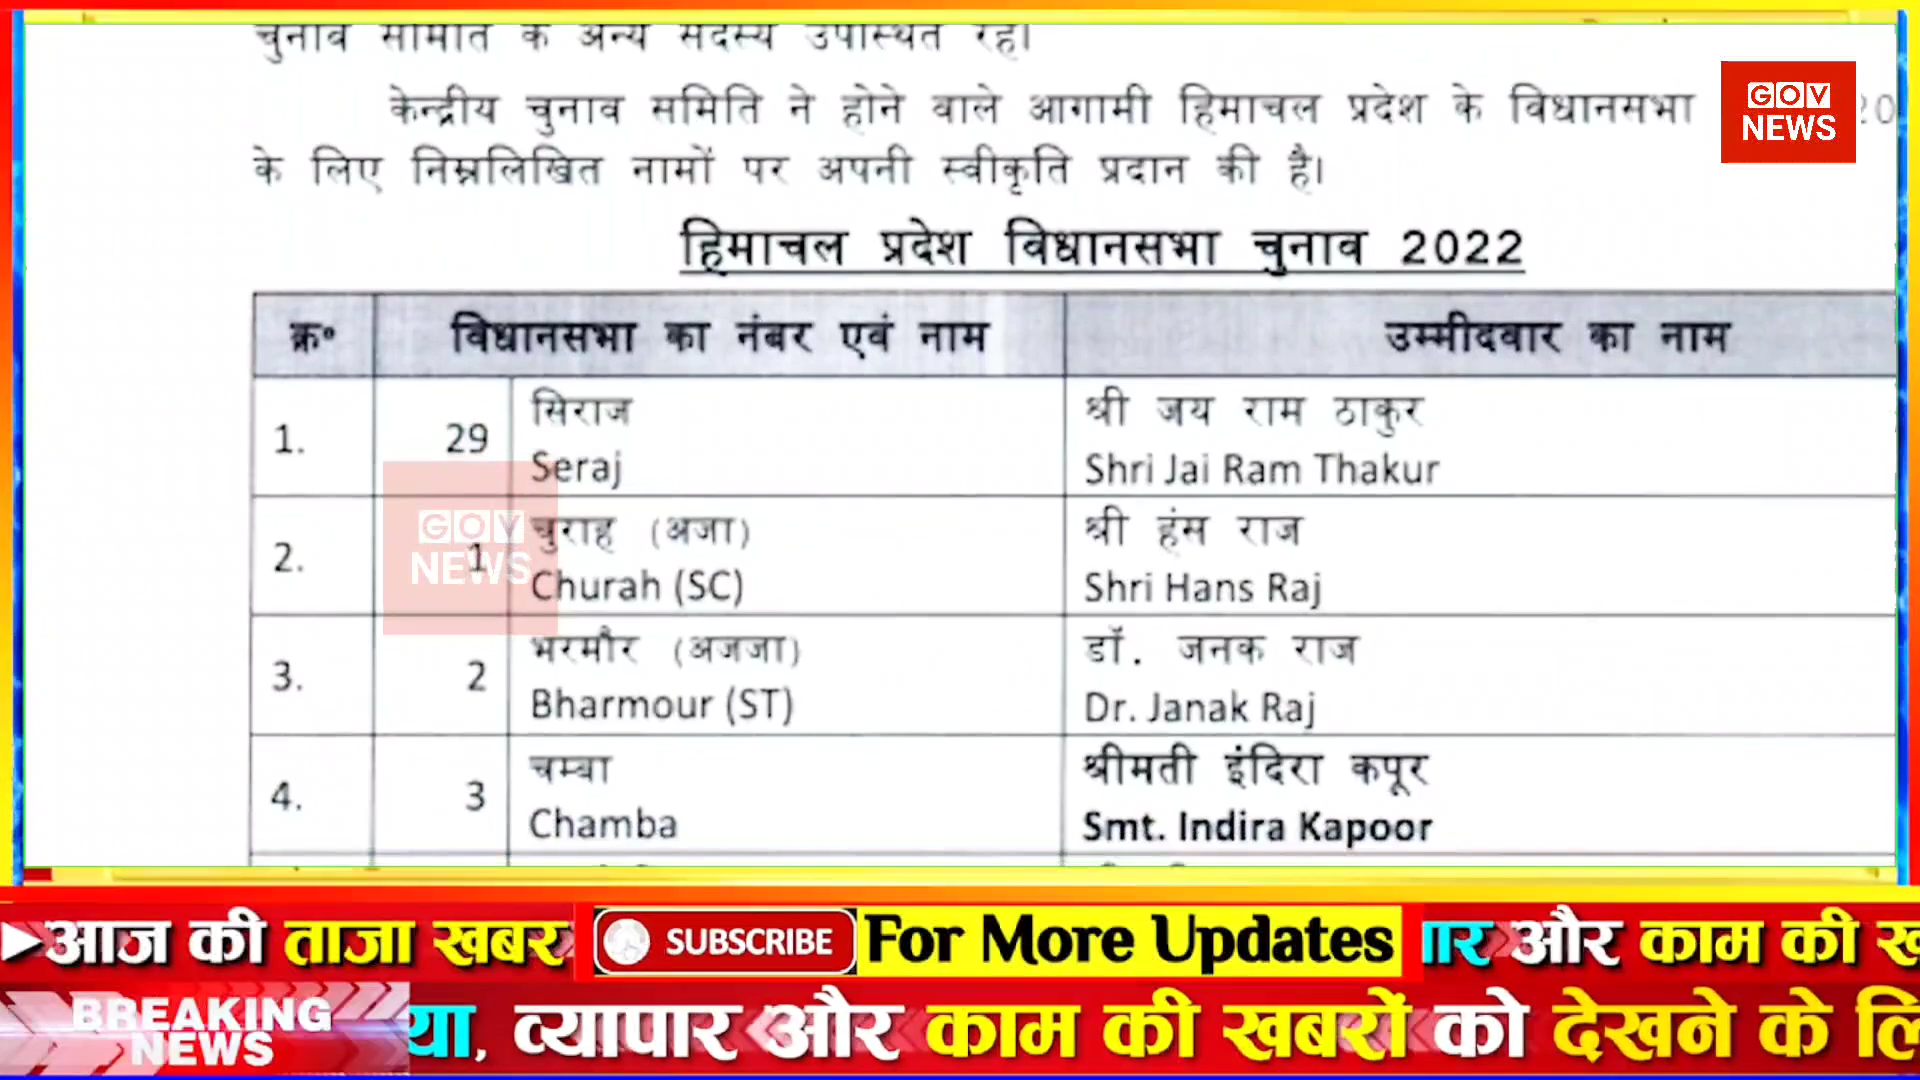 चुनाव समिति के अन्य सदस्य उपस्थित रहे।
केन्द्रीय चुनाव समिति ने होने वाले आगामी हिमाचल प्रदेश के विधानसभा
के लिए निम्नलिखित नामों पर अपनी स्वीकृति प्रदान की है।
GOV
NEWS
हिमाचल प्रदेश विधानसभा चुनाव 2022
क्र० विधानसभा का नंबर एवं नाम उम्मीदवार का नाम
1. 29 सिराज श्री जय राम ठाकुर
Seraj Shri Jai Ram Thakur
2. 1 चुराह (अजा) श्री हंस राज
Churah (SC) Shri Hans Raj
GOV
NEWS
3. 2 भरमौर (अजजा) डॉ. जनक राज
Bharmour (ST) Dr. Janak Raj
4. 3 चम्बा श्रीमती इंदिरा कपूर
Chamba Smt. Indira Kapoor
आज की ताजा खबर SUBSCRIBE For More Updates और काम की
BREAKING
NEWS
व्यापार और काम की खबरों को देखने के